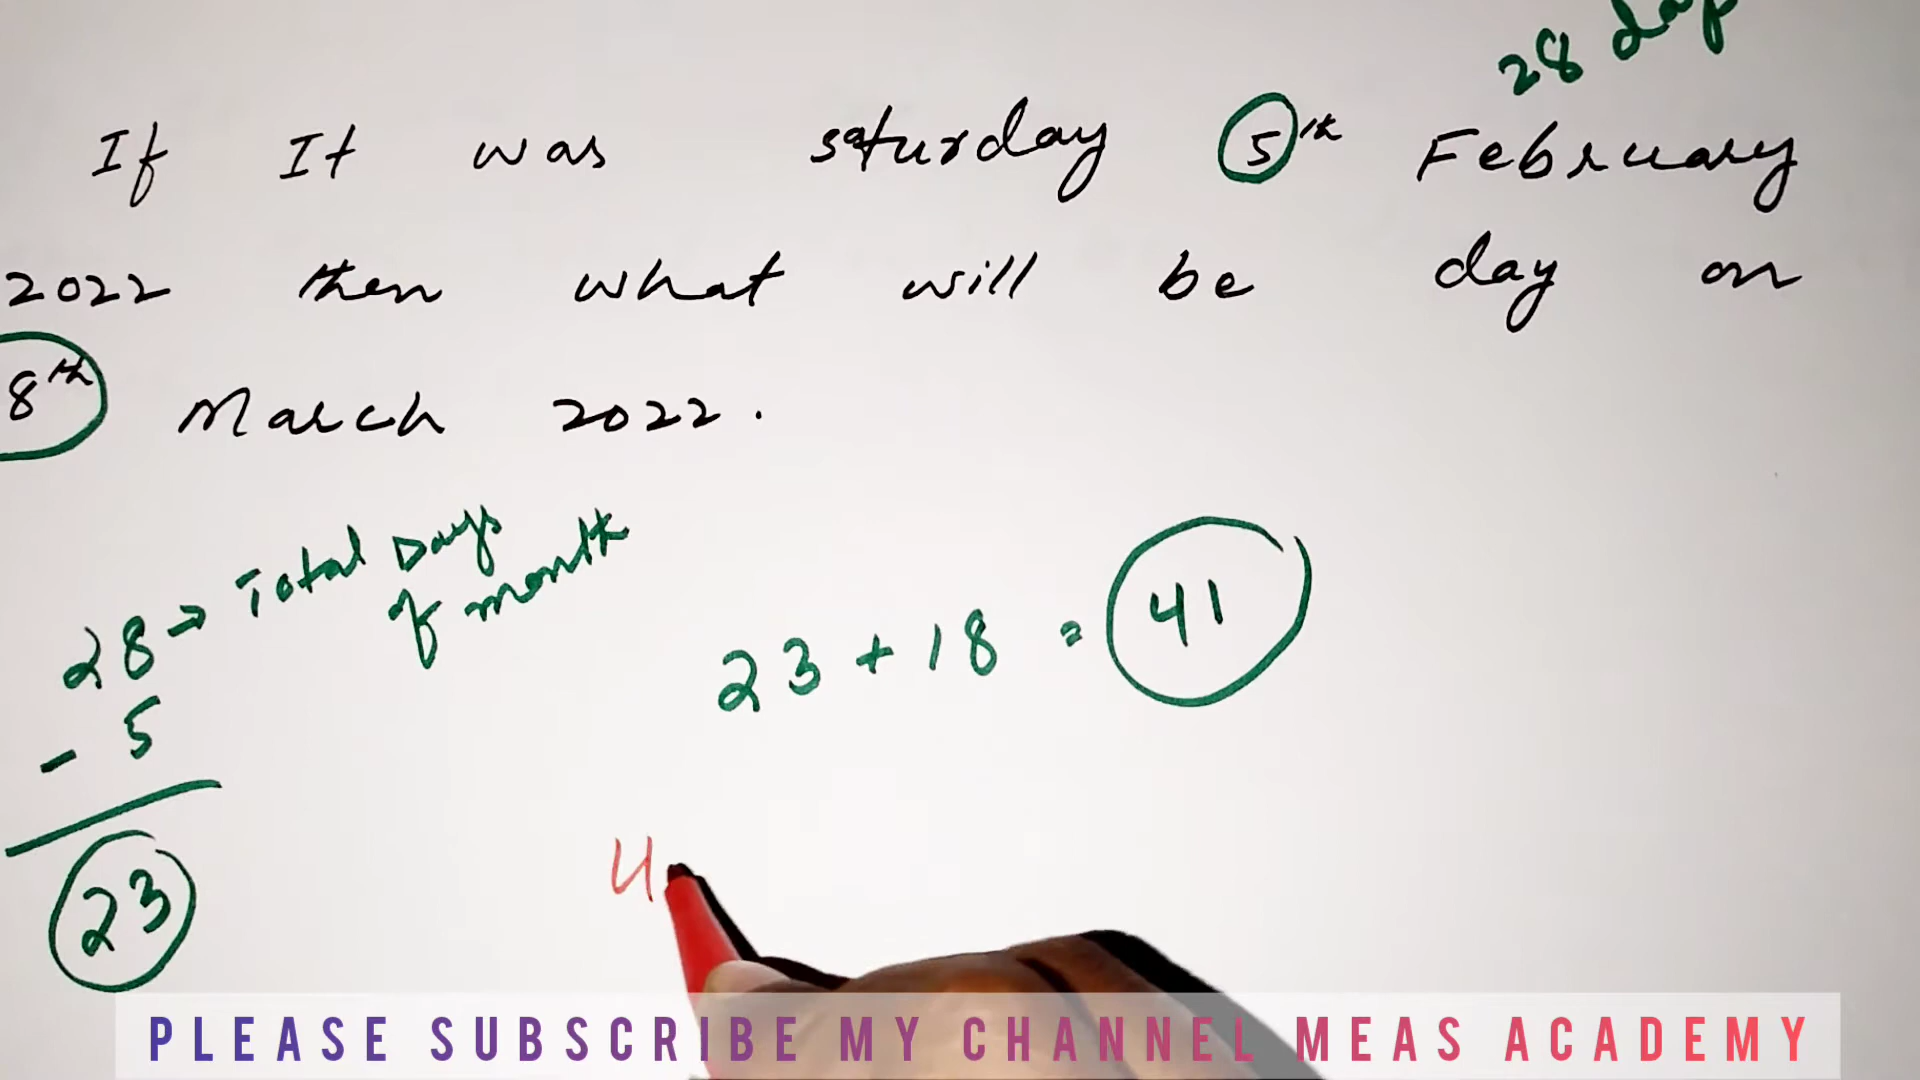 28 days
If It was saturday 5th February
2022 then what will be day on
8th March 2022.
28 → Total Days
of month
- 5
23
23 + 18 = 41
4
PLEASE SUBSCRIBE MY CHANNEL MEAS ACADEMY